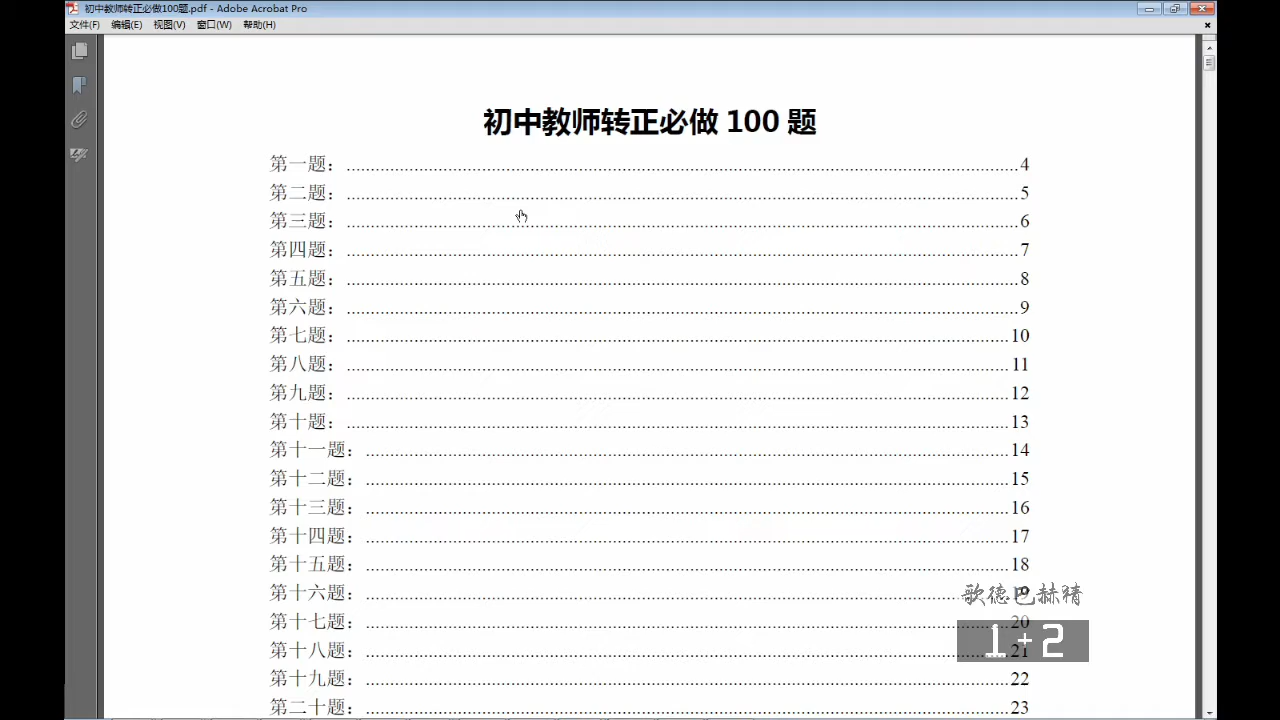 初中教师转正必做100题.pdf - Adobe Acrobat Pro
文件(F) 编辑(E) 视图(V) 窗口(W) 帮助(H)
初中教师转正必做 100 题
第一题：4
第二题：5
第三题：6
第四题：7
第五题：8
第六题：9
第七题：10
第八题：11
第九题：12
第十题：13
第十一题：14
第十二题：15
第十三题：16
第十四题：17
第十五题：18
第十六题：19
第十七题：20
第十八题：21
第十九题：22
第二十题：23
歌德巴赫猜
1+2